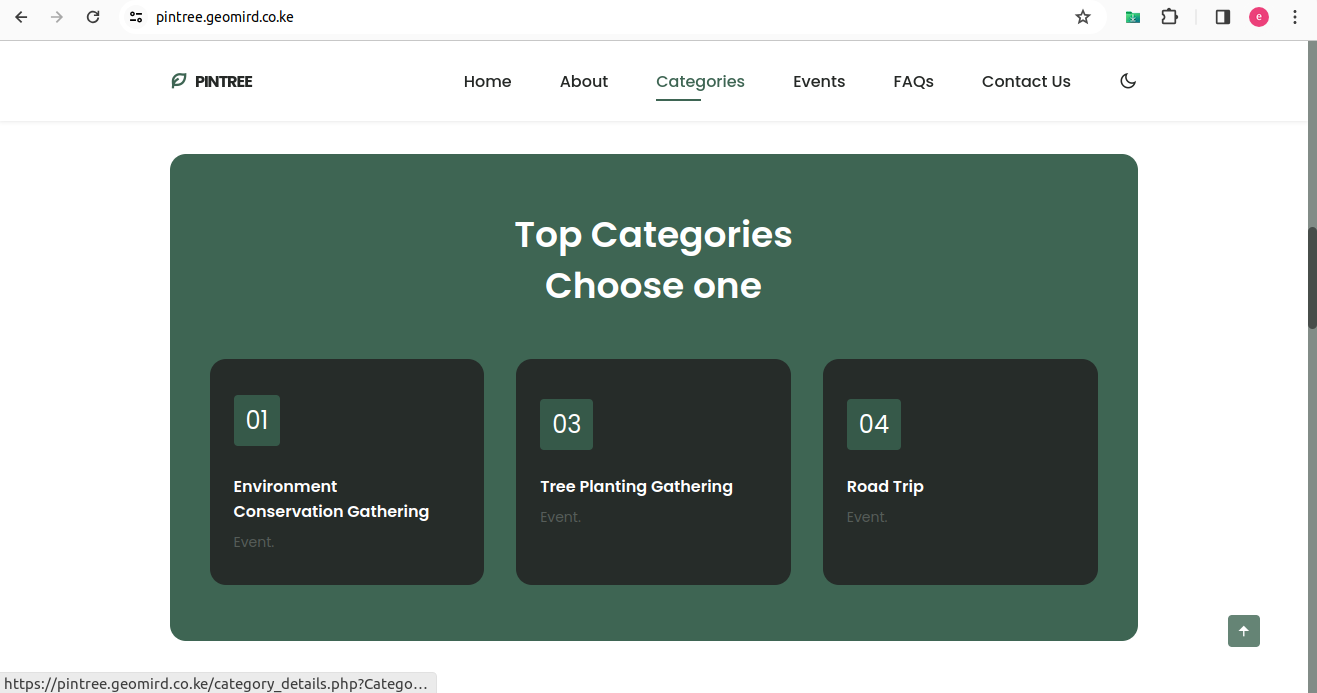 pintree.geomird.co.ke
e
PINTREE
Home About Categories Events FAQs Contact Us
Top Categories
Choose one
01
Environment
Conservation Gathering
Event.
03
Tree Planting Gathering
Event.
04
Road Trip
Event.
https://pintree.geomird.co.ke/category_details.php?Catego…